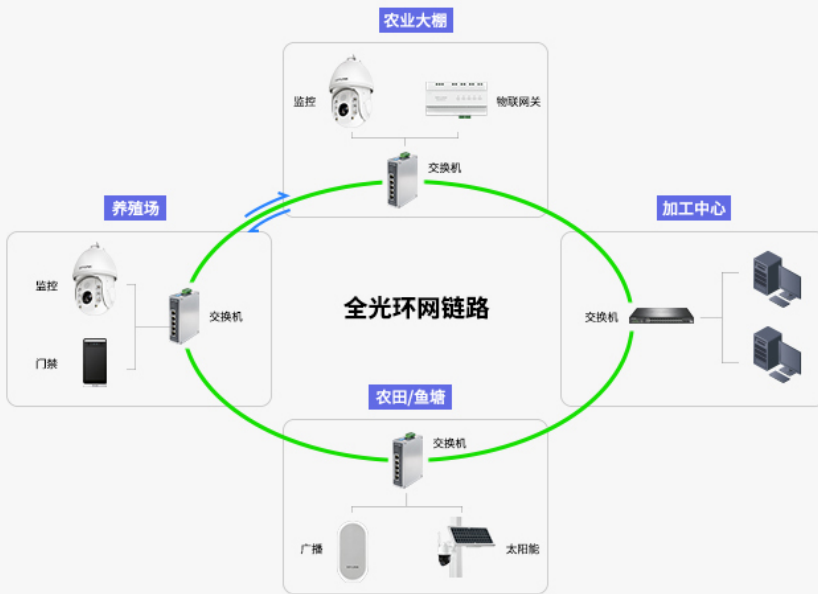 农业大棚
监控
物联网关
交换机
养殖场
加工中心
监控
交换机
门禁
全光环网链路
交换机
农田/鱼塘
交换机
广播
太阳能